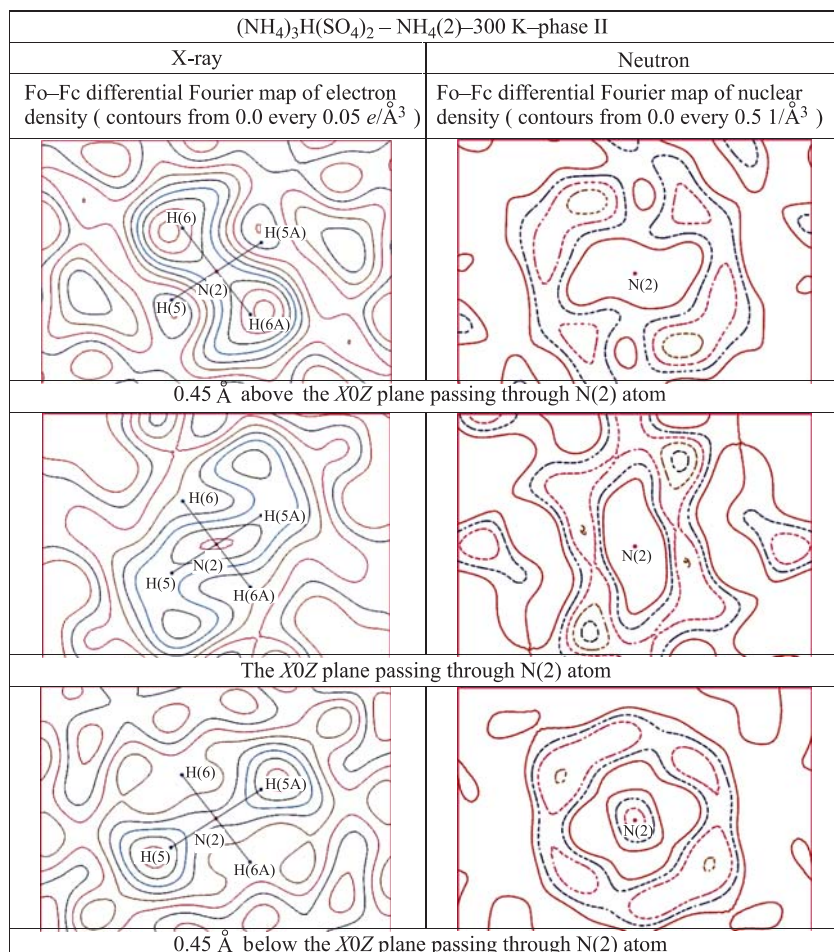 (NH4)3H(SO4)2 – NH4(2)–300 K–phase II
X-ray
Neutron
Fo–Fc differential Fourier map of electron
density ( contours from 0.0 every 0.05 e/Å3 )
Fo–Fc differential Fourier map of nuclear
density ( contours from 0.0 every 0.5 1/Å3 )
H(6)
H(5A)
N(2)
H(5)
H(6A)
N(2)
0.45 Å above the X0Z plane passing through N(2) atom
H(6)
H(5A)
N(2)
H(5)
H(6A)
N(2)
The X0Z plane passing through N(2) atom
H(6)
H(5A)
N(2)
H(5)
H(6A)
N(2)
0.45 Å below the X0Z plane passing through N(2) atom